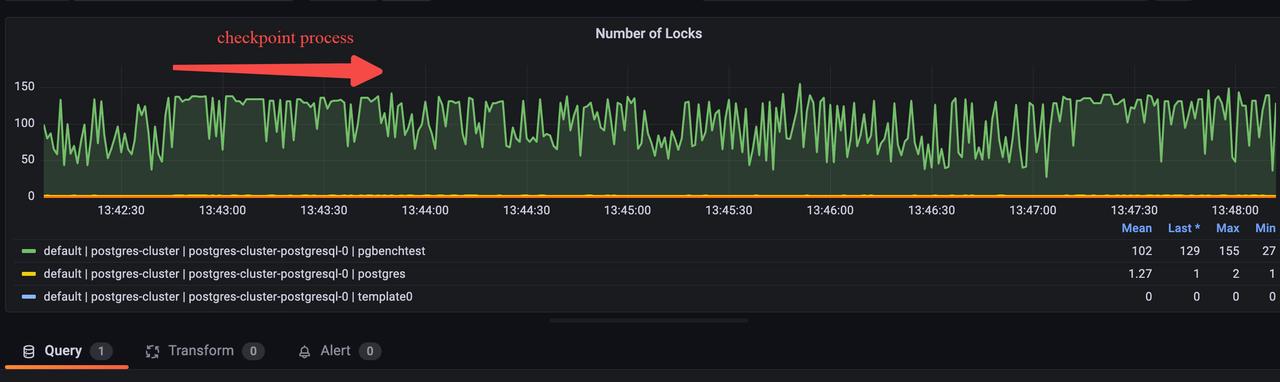 Number of Locks
checkpoint process
150
100
50
0
13:42:30 13:43:00 13:43:30 13:44:00 13:44:30 13:45:00 13:45:30 13:46:00 13:46:30 13:47:00 13:47:30 13:48:00
Mean Last * Max Min
default | postgres-cluster | postgres-cluster-postgresql-0 | pgbenchtest 102 129 155 27
default | postgres-cluster | postgres-cluster-postgresql-0 | postgres 1.27 1 2 1
default | postgres-cluster | postgres-cluster-postgresql-0 | template0 0 0 0 0
Query 1 Transform 0 Alert 0